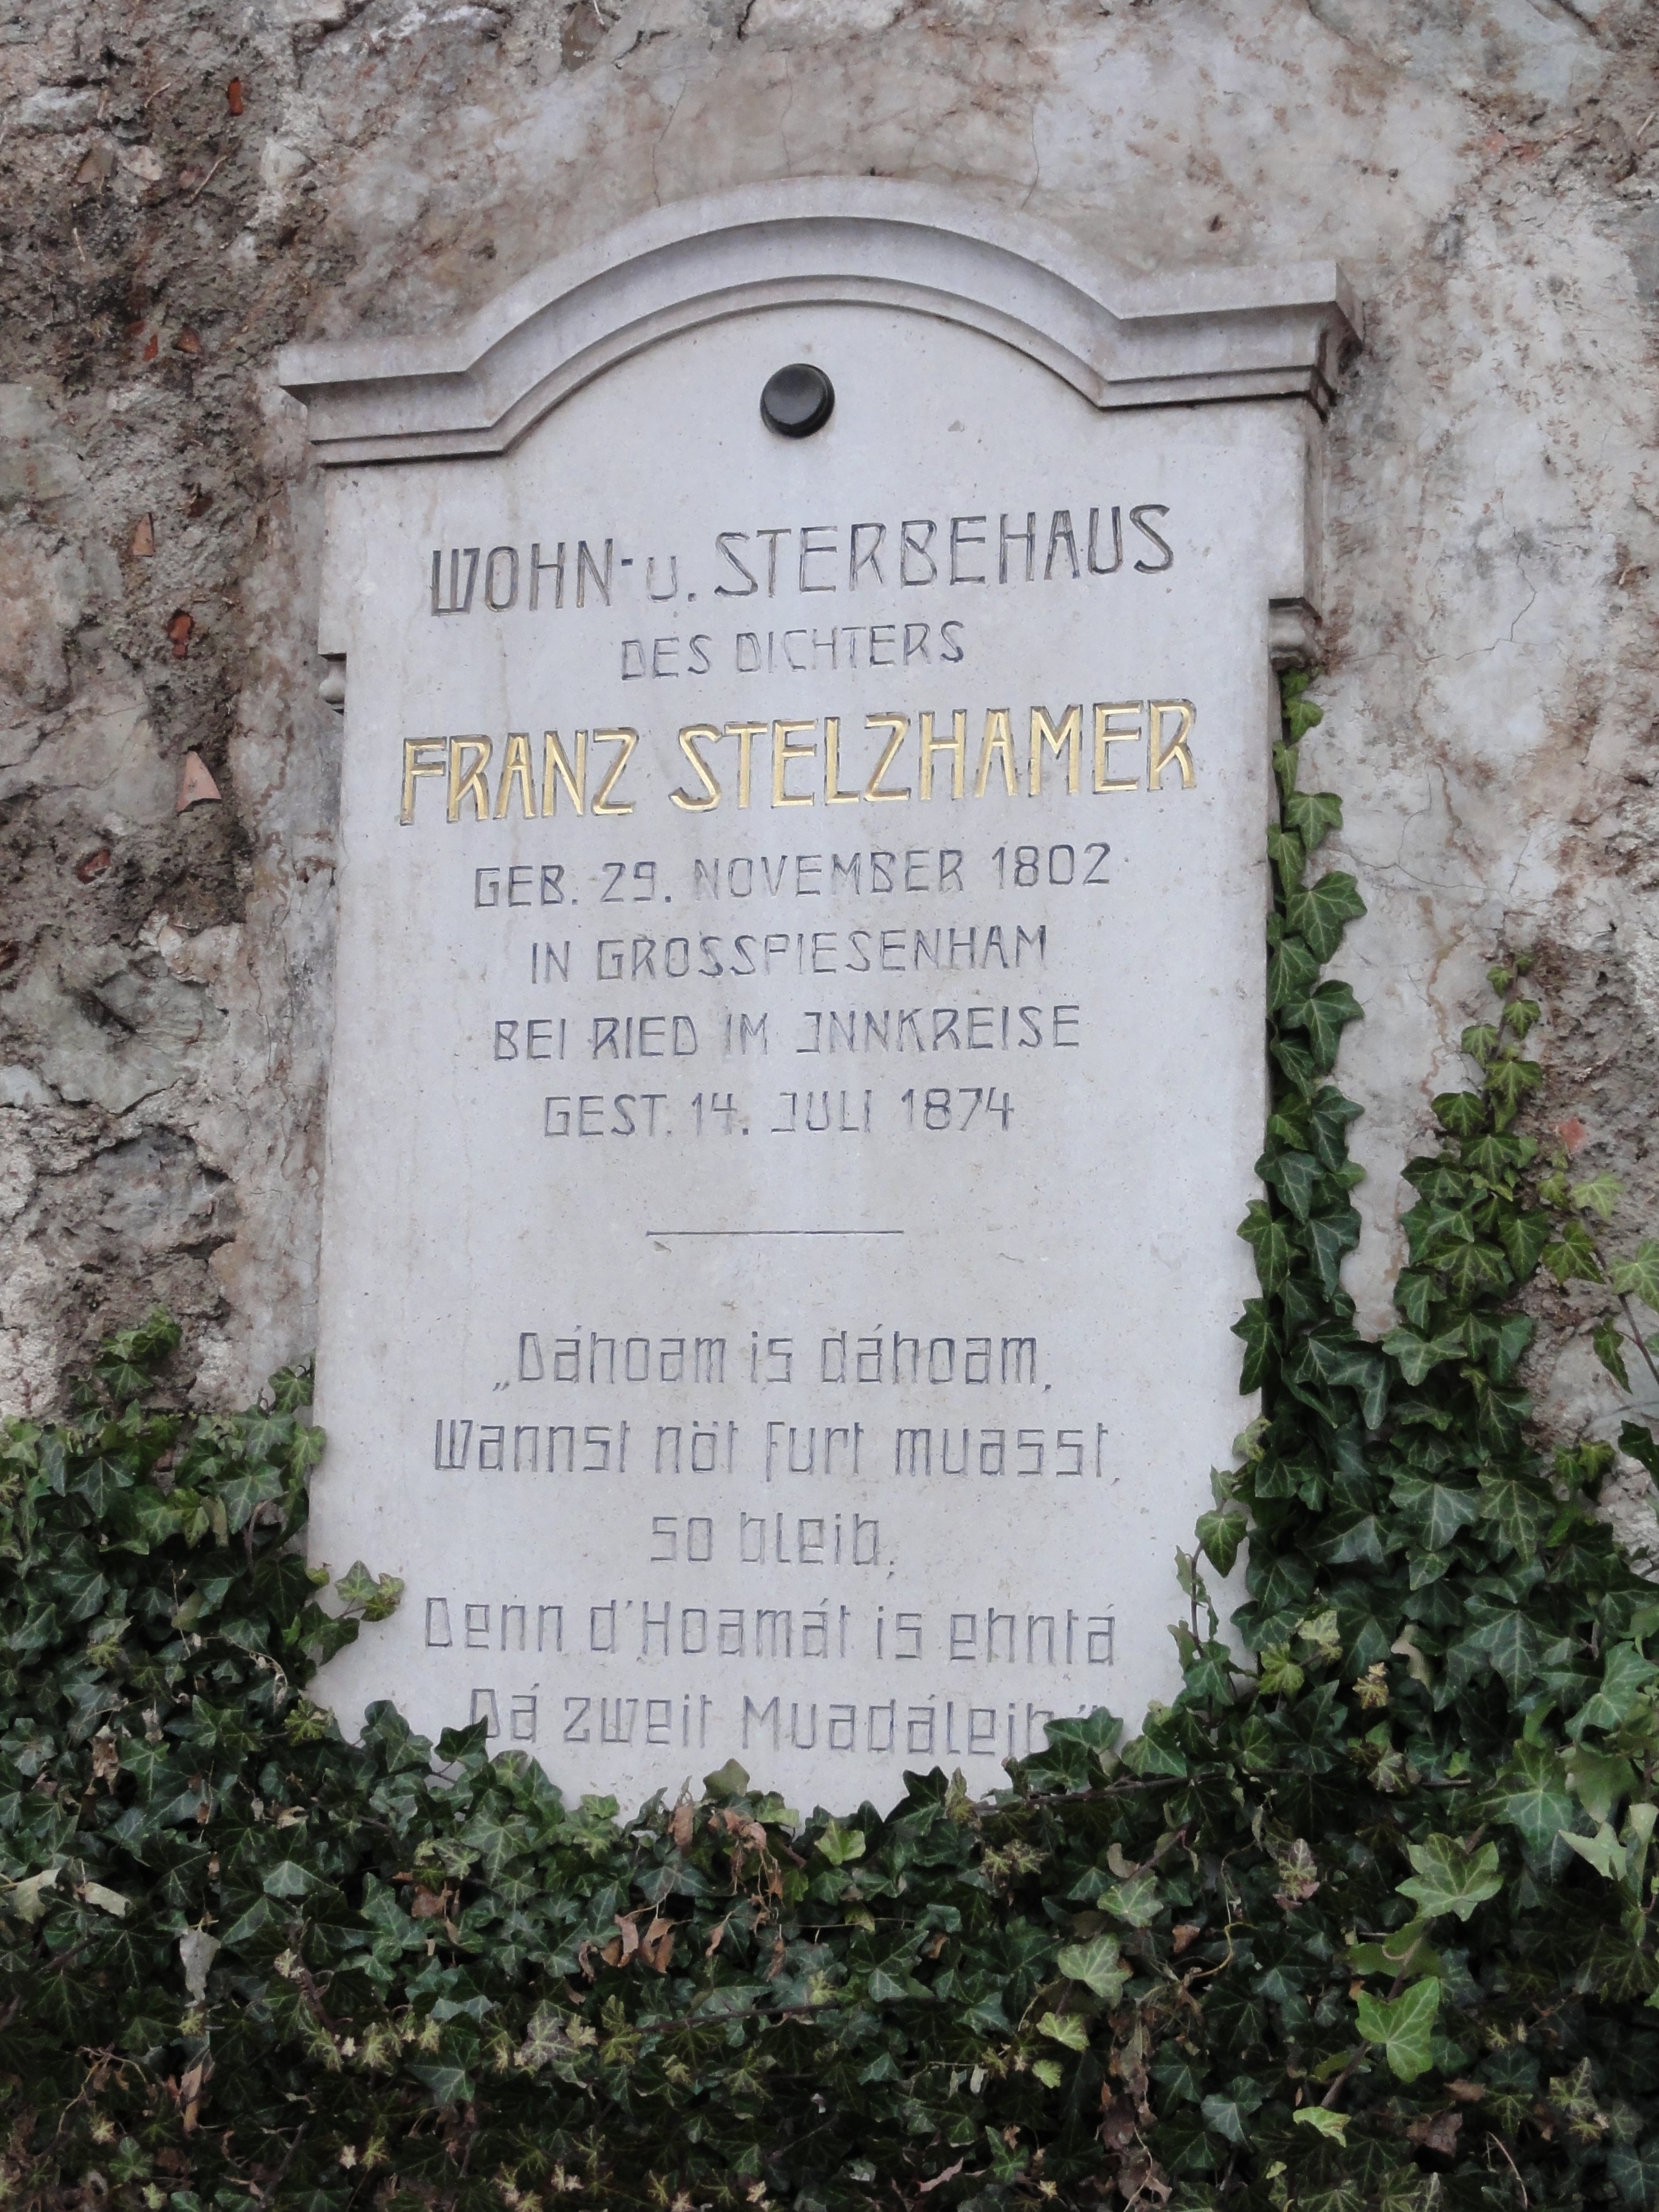 WOHN- u. STERBEHAUS
DES DICHTERS
FRANZ STELZHAMER
GEB. 29. NOVEMBER 1802
IN GROSSPIESENHAM
BEI RIED IM INNKREISE
GEST. 14. JULI 1874
„Dáhoam is dáhoam,
Wannst nöt furt muasst,
so bleib,
Denn d'Hoamát is ehntá
Dá zweit Muadáleib"